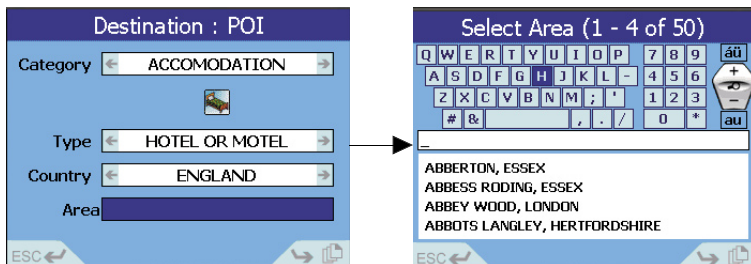 Destination : POI
Category ACCOMODATION
Type HOTEL OR MOTEL
Country ENGLAND
Area
ESC
Select Area (1 - 4 of 50)
Q W E R T Y U I O P 7 8 9 áü
A S D F G H J K L - 4 5 6 +
Z X C V B N M ; ' 1 2 3 −
# & , . / 0 * au
_
ABBERTON, ESSEX
ABBESS RODING, ESSEX
ABBEY WOOD, LONDON
ABBOTS LANGLEY, HERTFORDSHIRE
ESC